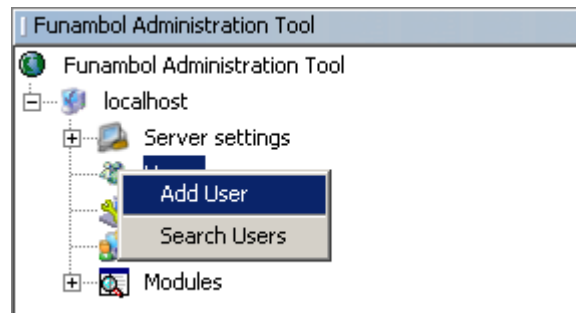 Funambol Administration Tool
Funambol Administration Tool
localhost
Server settings
Add User
Search Users
Modules